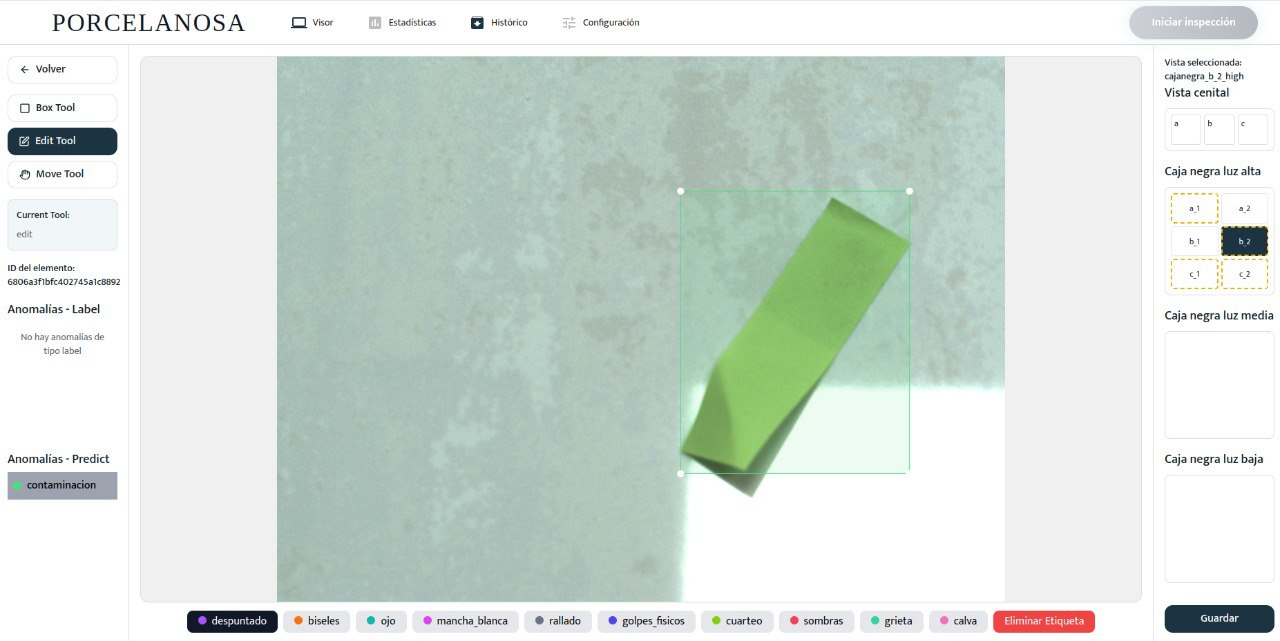 PORCELANOSA
Visor
Estadísticas
Histórico
Configuración
Iniciar inspección
Volver
Box Tool
Edit Tool
Move Tool
Current Tool:
edit
ID del elemento:
6806a3f1bfc402745a1c8892
Anomalías - Label
No hay anomalías de
tipo label
Anomalías - Predict
contaminacion
despuntado
biseles
ojo
mancha_blanca
rallado
golpes_fisicos
cuarteo
sombras
grieta
calva
Eliminar Etiqueta
Vista seleccionada:
cajanegra_b_2_high
Vista cenital
a b c
Caja negra luz alta
a_1 a_2
b_1 b_2
c_1 c_2
Caja negra luz media
Caja negra luz baja
Guardar